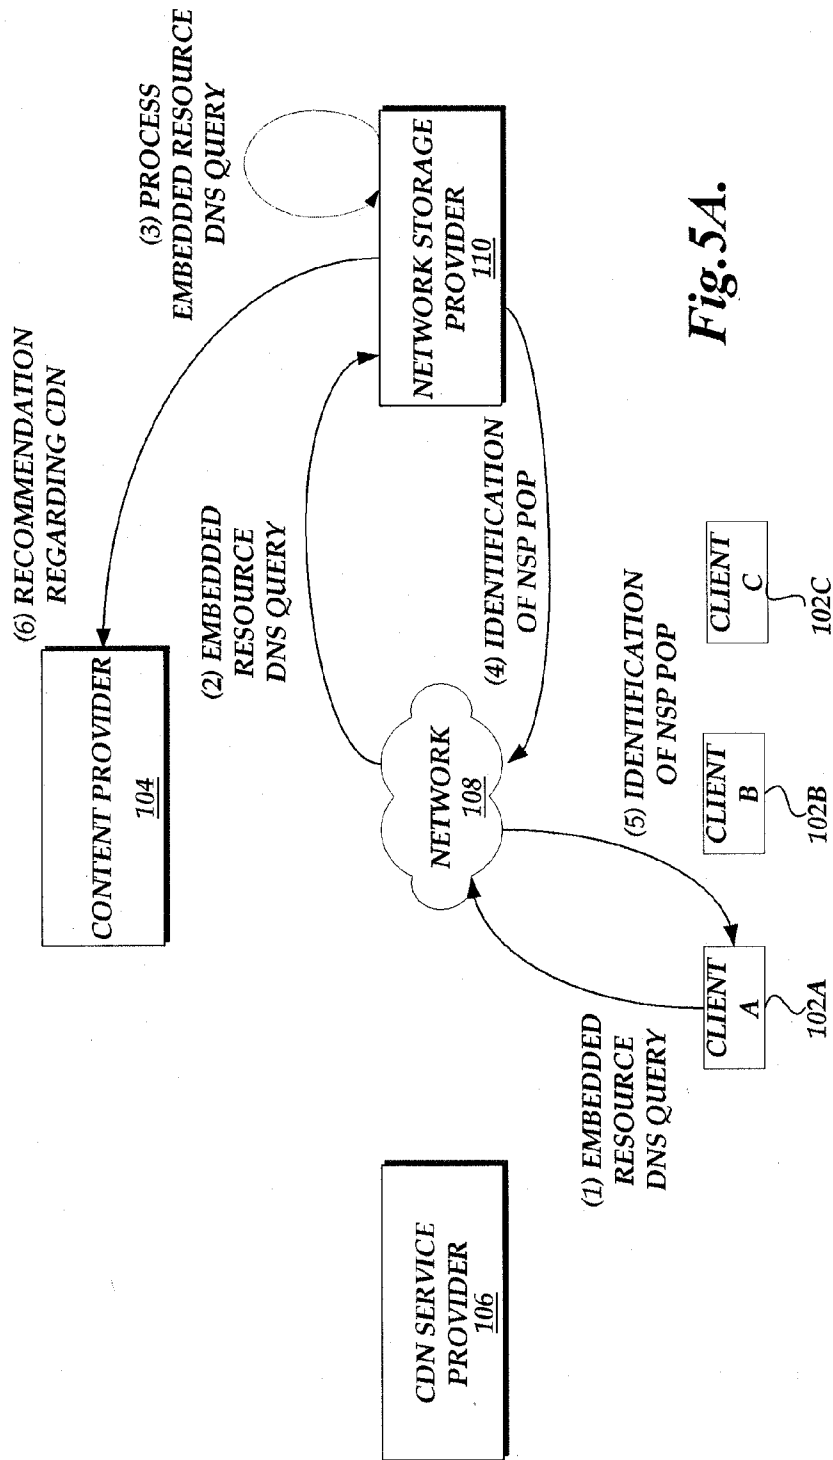 (6) RECOMMENDATION
REGARDING CDN
(3) PROCESS
EMBEDDED RESOURCE
DNS QUERY
CONTENT PROVIDER
104
(2) EMBEDDED
RESOURCE
DNS QUERY
CDN SERVICE
PROVIDER
106
NETWORK
108
NETWORK STORAGE
PROVIDER
110
(4) IDENTIFICATION
OF NSP POP
(1) EMBEDDED
RESOURCE
DNS QUERY
(5) IDENTIFICATION
OF NSP POP
CLIENT
A
102A
CLIENT
B
102B
CLIENT
C
102C
Fig.5A.